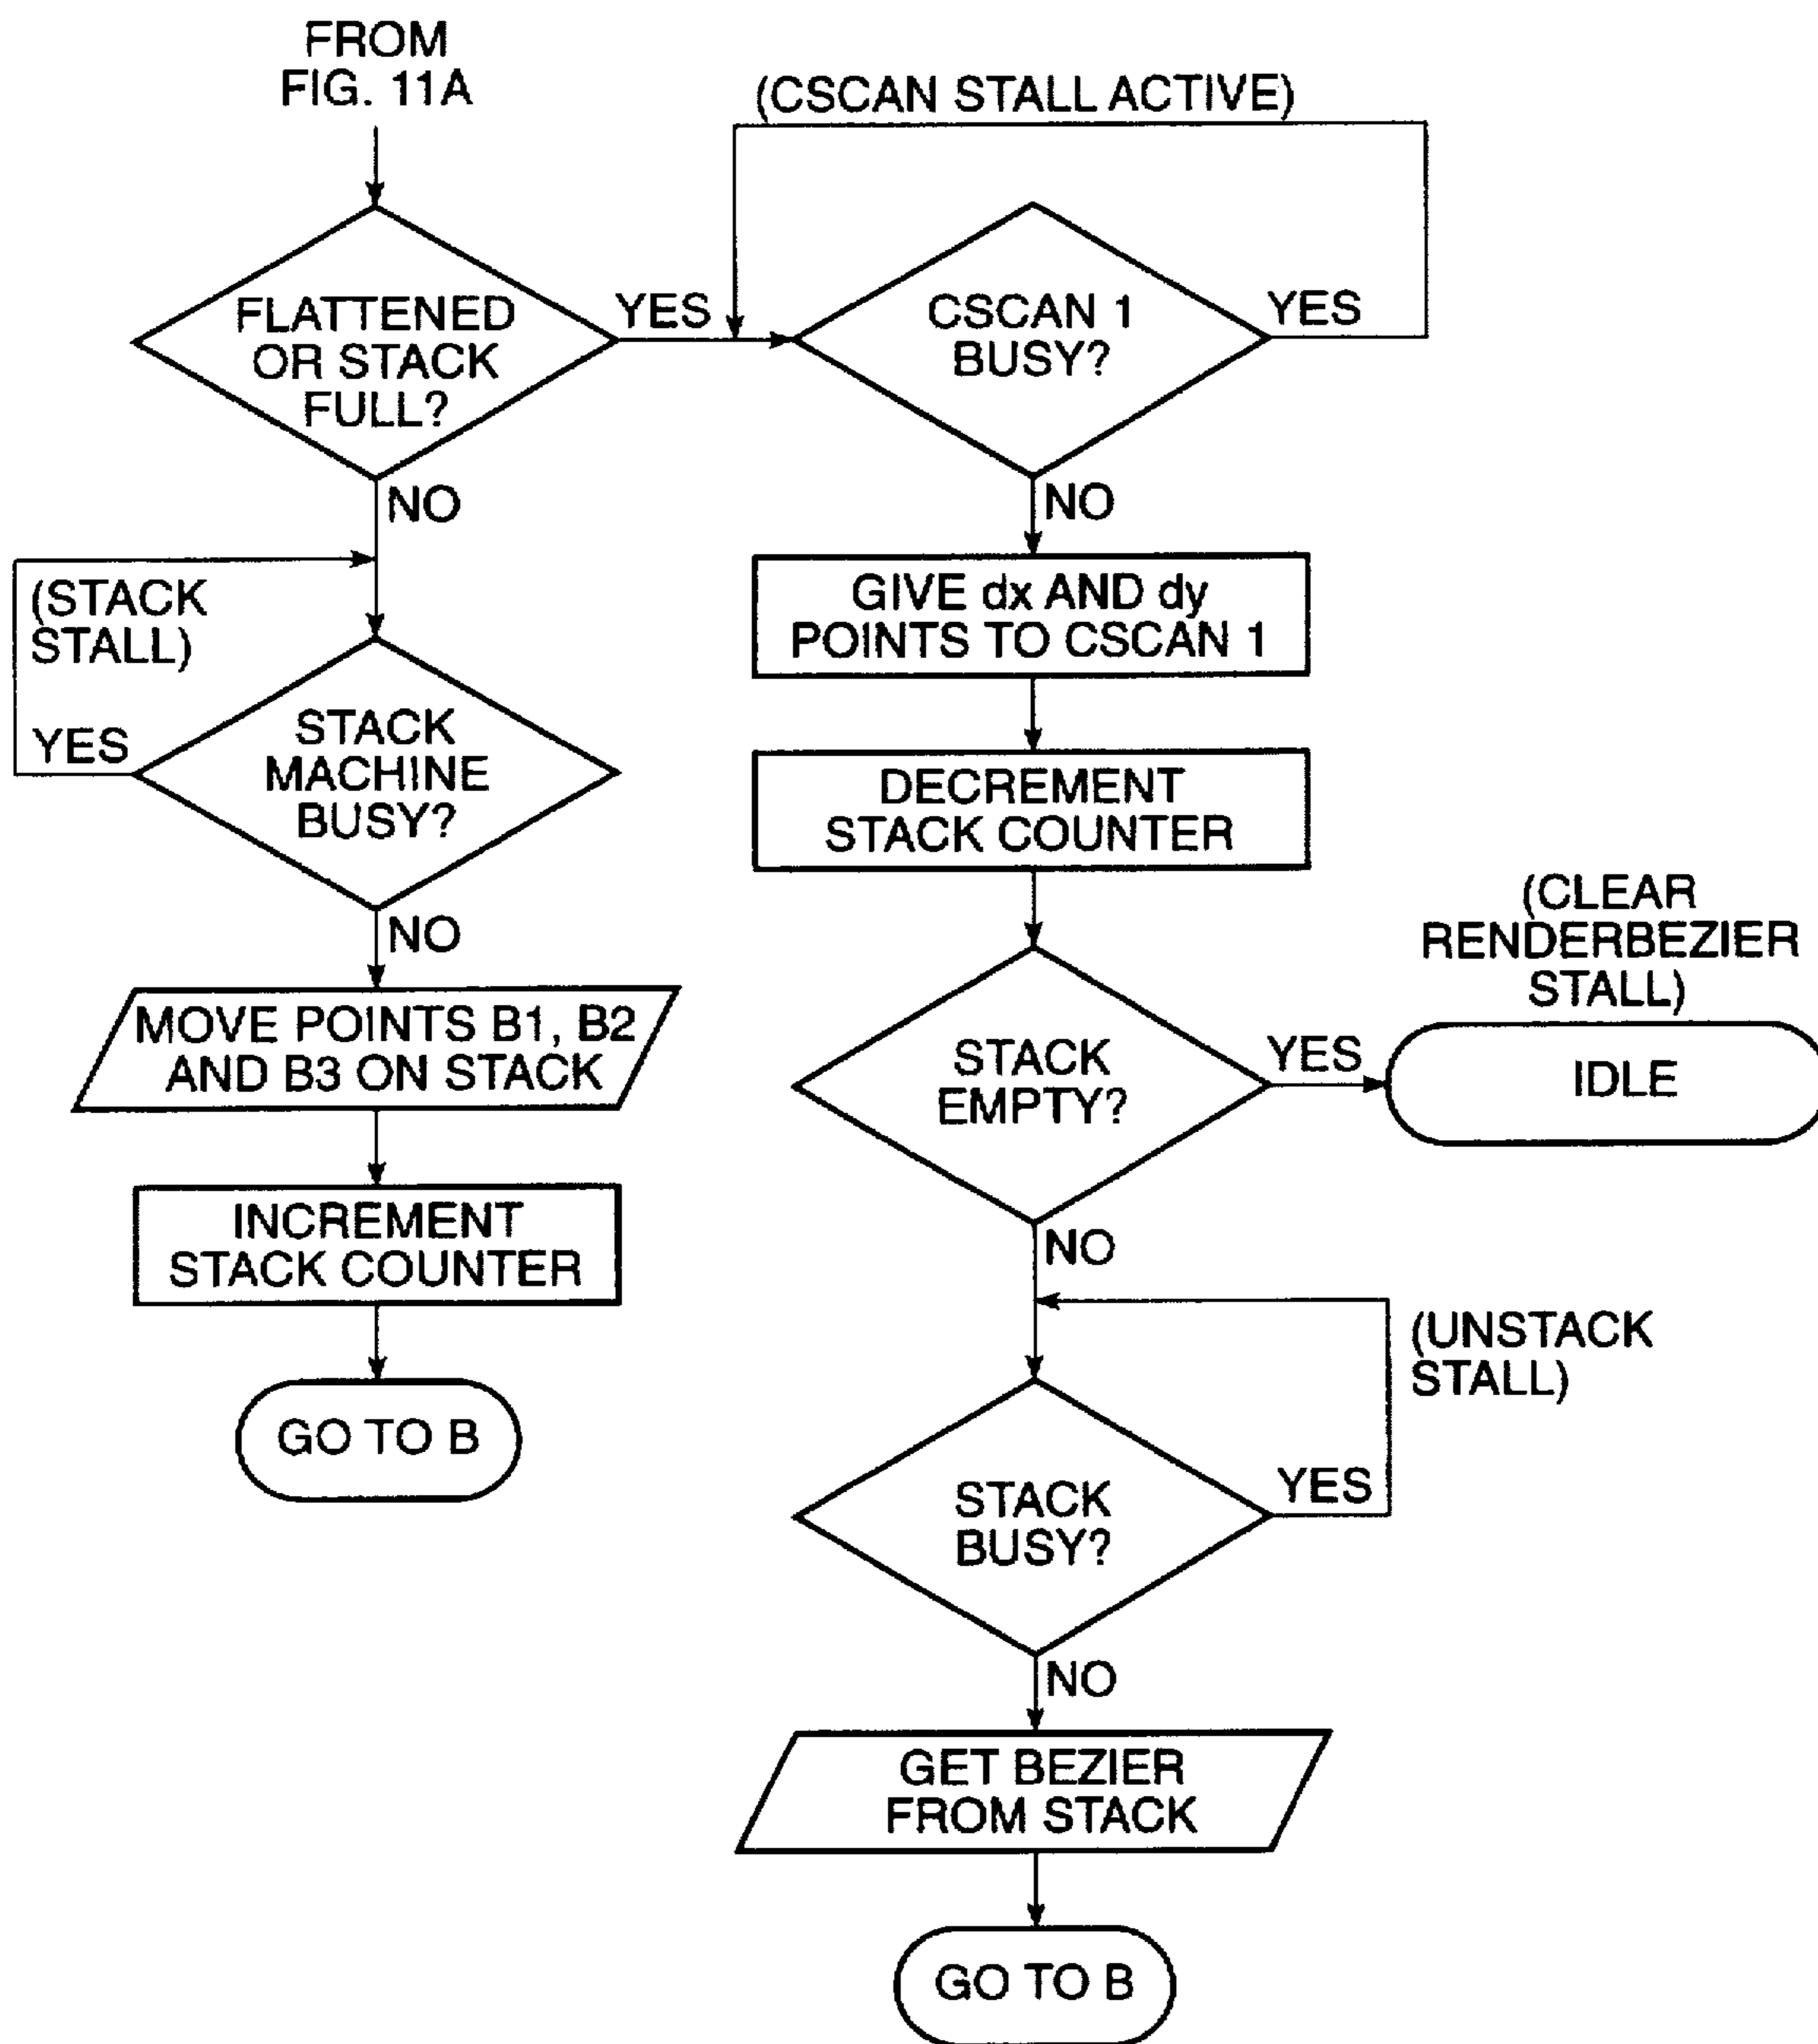 FROM
FIG. 11A
(CSCAN STALL ACTIVE)
FLATTENED
OR STACK
FULL?
YES
CSCAN 1
BUSY?
YES
NO
NO
(STACK
STALL)
GIVE dx AND dy
POINTS TO CSCAN 1
STACK
MACHINE
BUSY?
YES
DECREMENT
STACK COUNTER
NO
(CLEAR
RENDERBEZIER
STALL)
MOVE POINTS B1, B2
AND B3 ON STACK
STACK
EMPTY?
YES
IDLE
INCREMENT
STACK COUNTER
NO
(UNSTACK
STALL)
GO TO B
STACK
BUSY?
YES
NO
GET BEZIER
FROM STACK
GO TO B